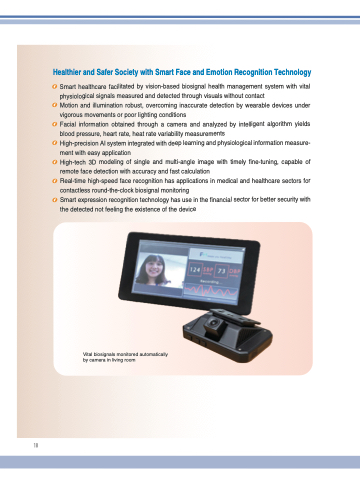 Healthier and Safer Society with Smart Face and Emotion Recognition Technology
Smart healthcare facilitated by vision-based biosignal health management system with vital
physiological signals measured and detected through visuals without contact
Motion and illumination robust, overcoming inaccurate detection by wearable devices under
vigorous movements or poor lighting conditions
Facial information obtained through a camera and analyzed by intelligent algorithm yields
blood pressure, heart rate, heart rate variability measurements
High-precision AI system integrated with deep learning and physiological information measure-
ment with easy application
High-tech 3D modeling of single and multi-angle image with timely fine-tuning, capable of
remote face detection with accuracy and fast calculation
Real-time high-speed face recognition has applications in medical and healthcare sectors for
contactless round-the-clock biosignal monitoring
Smart expression recognition technology has use in the financial sector for better security with
the detected not feeling the existence of the device
124 SBP 73 DBP
Vital biosignals monitored automatically
by camera in living room